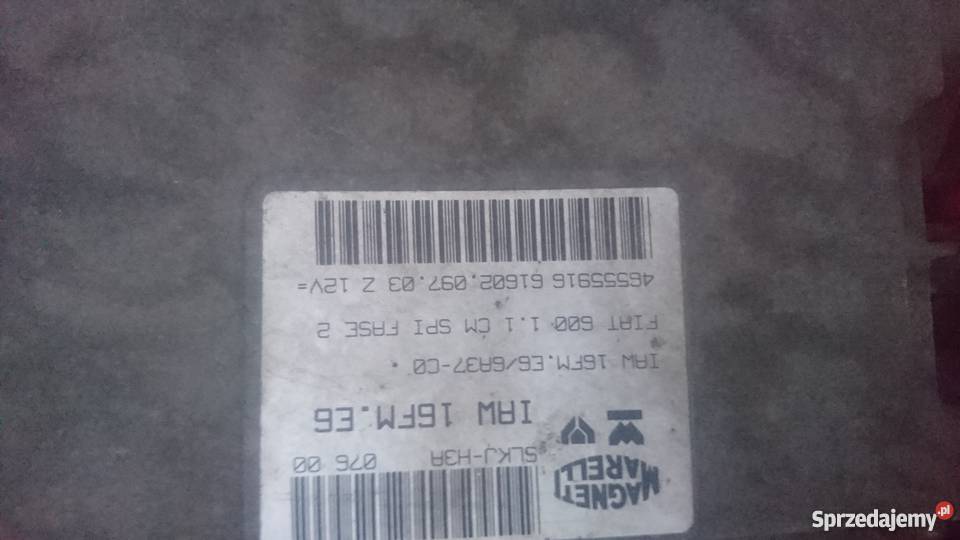 MAGNETI
MARELLI
SLKJ-H3A 076 00
IAW 16FM.E6
IAW 16FM.E6/6A37-C0
FIAT 600 1.1 CM SPI FASE 2
46555916 61602.097.03 Z 12V=
Sprzedajemy.pl